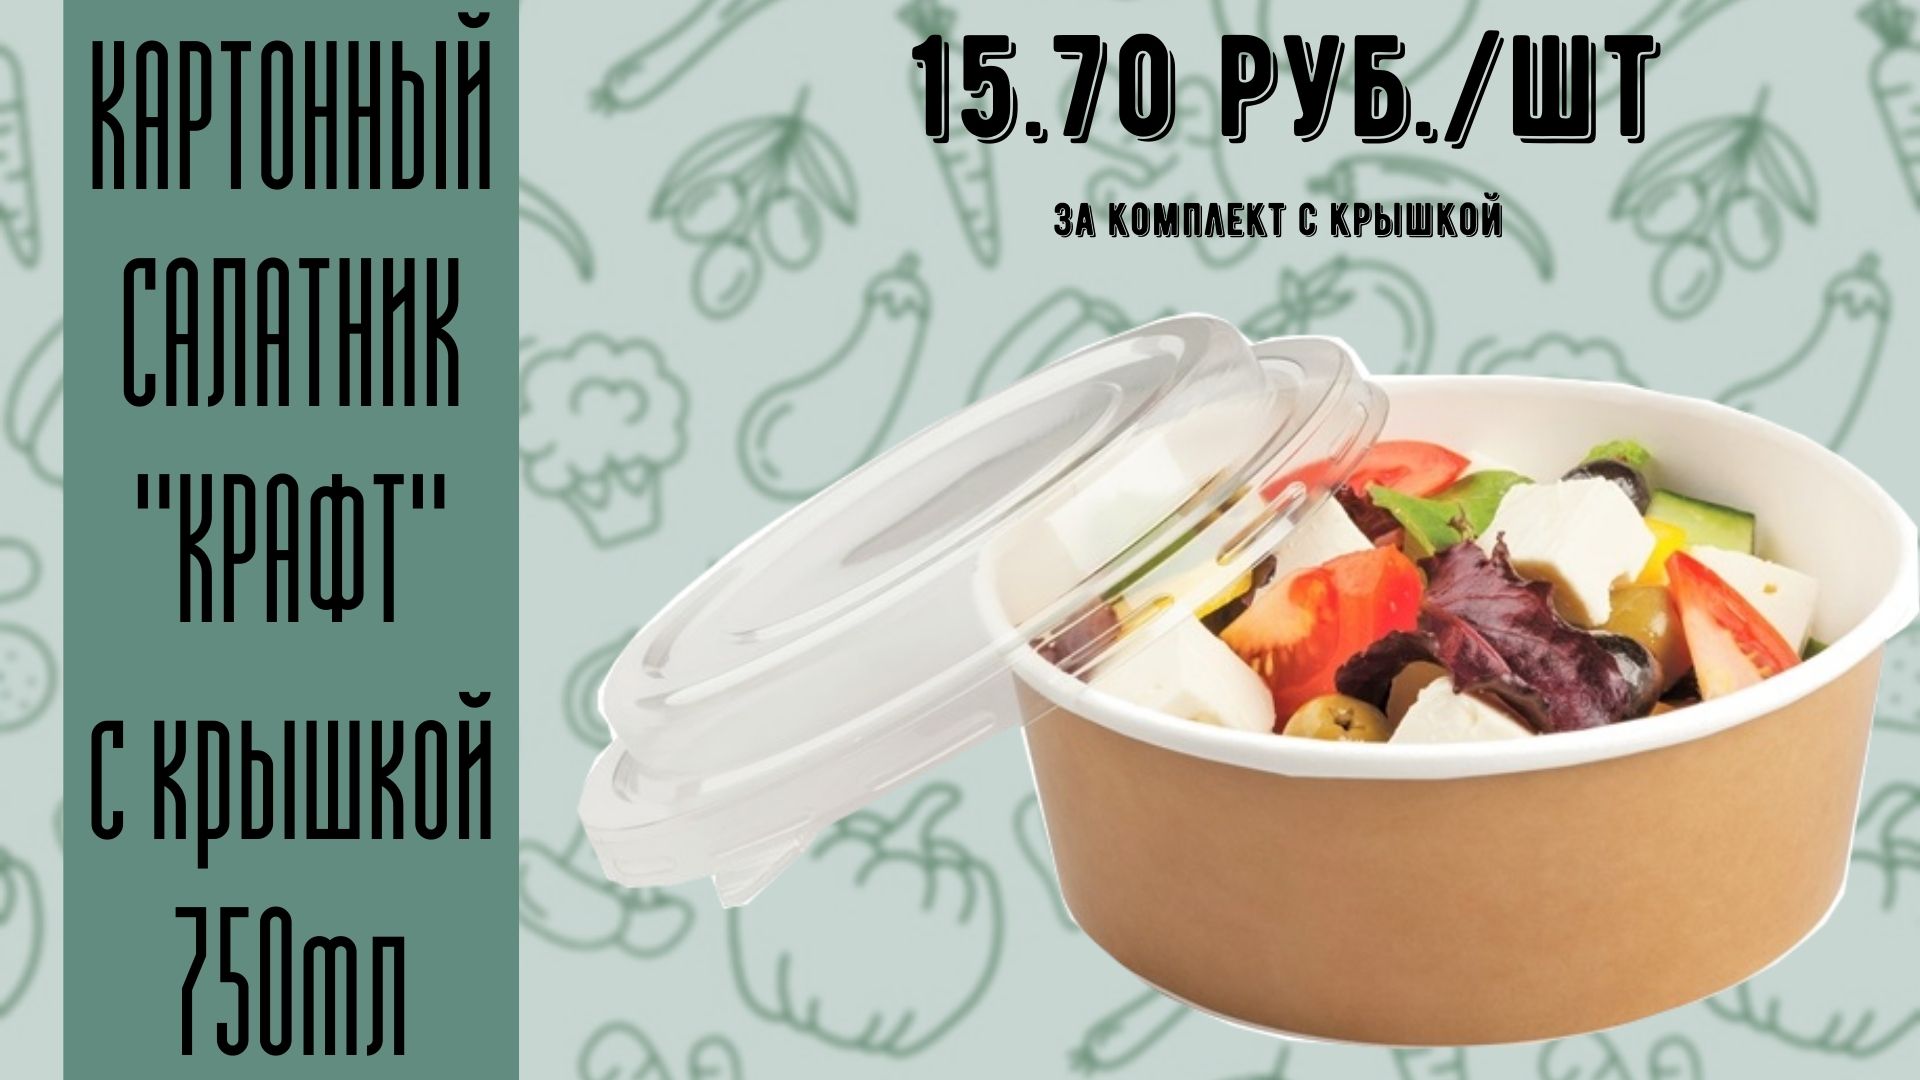 КАРТОННЫЙ
САЛАТНИК
"КРАФТ"
С крышкой
750мл
15.70 РУБ./ШТ
ЗА КОМПЛЕКТ С КРЫШКОЙ